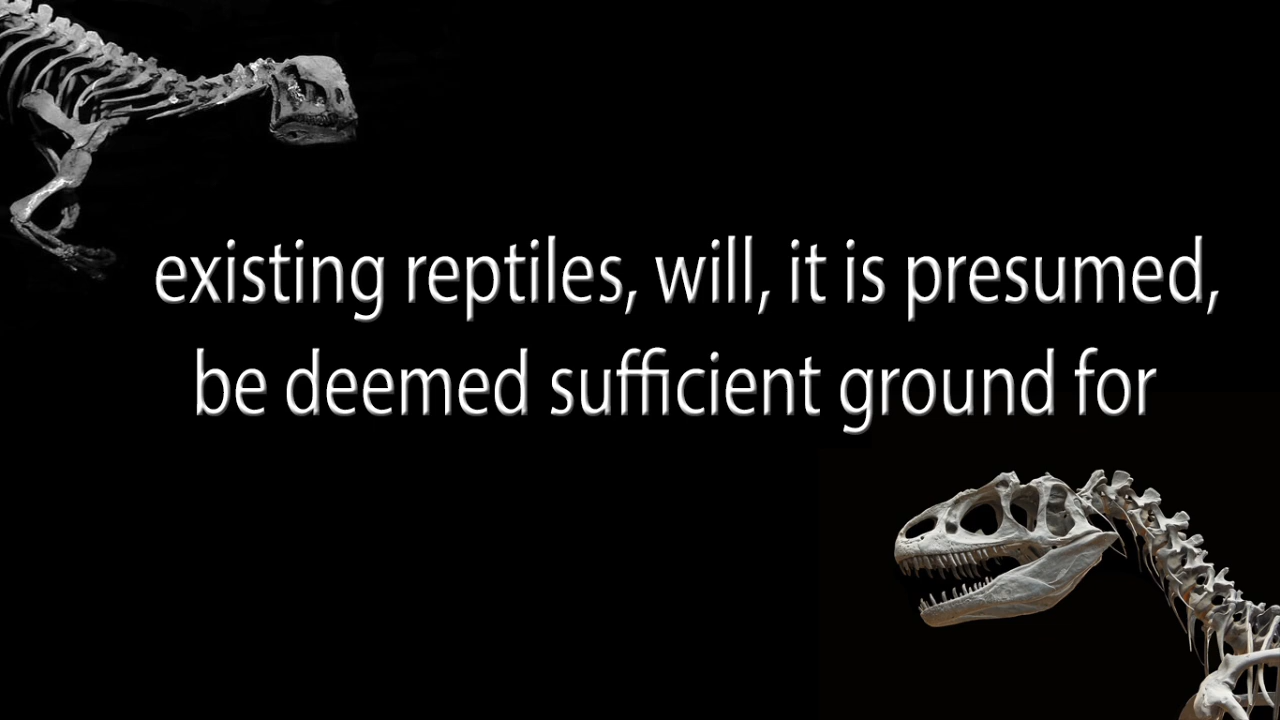 existing reptiles, will, it is presumed,
be deemed sufficient ground for